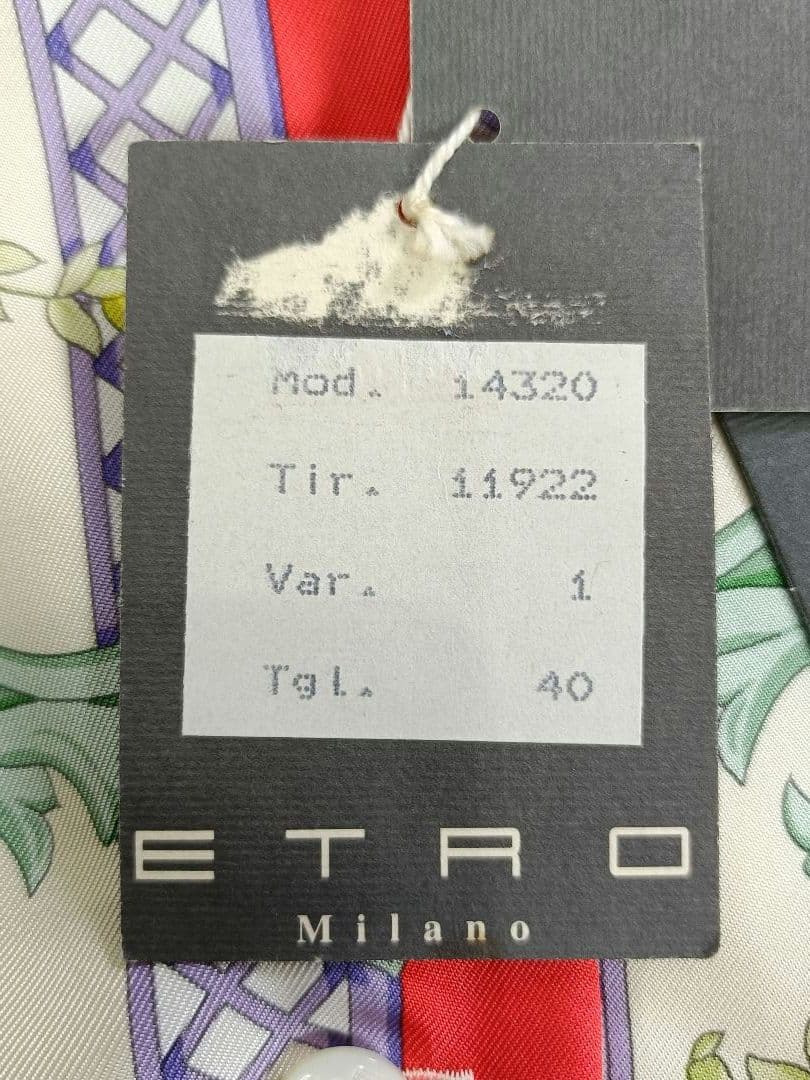 Mod. 14320
Tir. 11922
Var. 1
Tgl. 40
ETRO
Milano